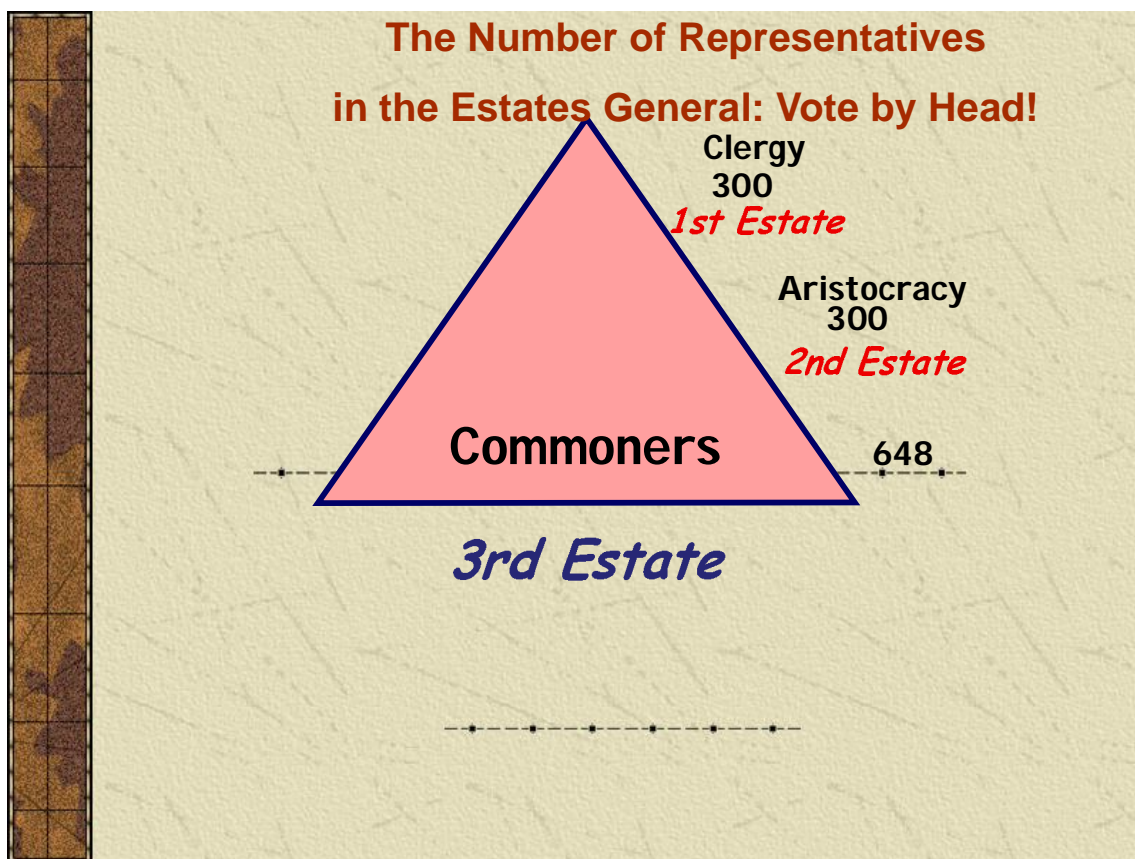 The Number of Representatives
in the Estates General: Vote by Head!
Clergy
300
1st Estate
Aristocracy
300
2nd Estate
Commoners
648
3rd Estate